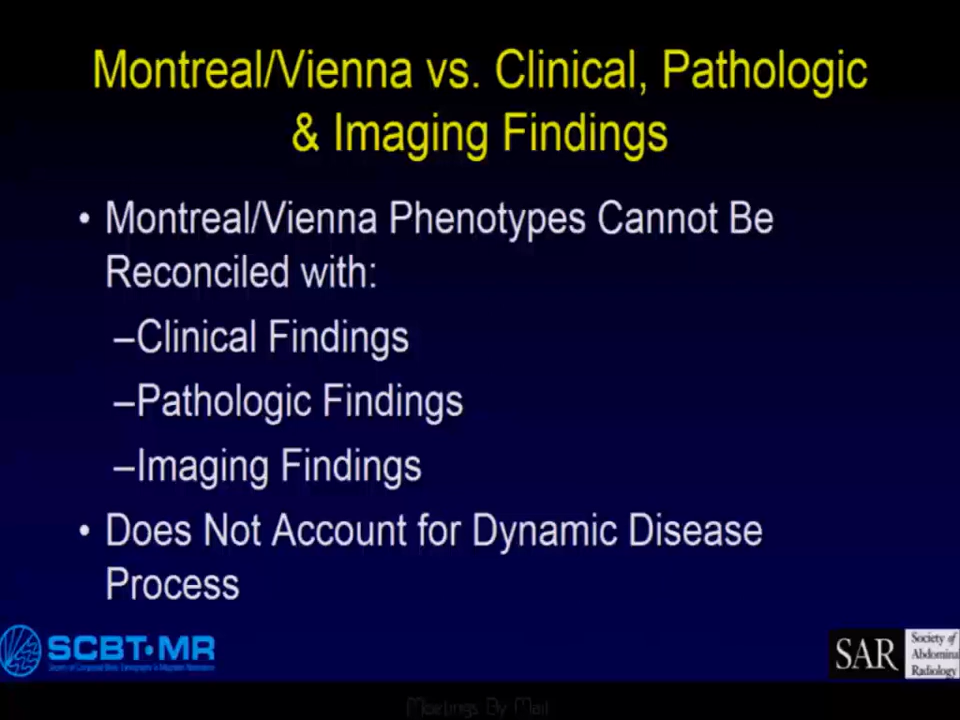 Montreal/Vienna vs. Clinical, Pathologic
& Imaging Findings
• Montreal/Vienna Phenotypes Cannot Be
Reconciled with:
–Clinical Findings
–Pathologic Findings
–Imaging Findings
• Does Not Account for Dynamic Disease
Process
SCBT•MR
SAR
Society of
Abdominal
Radiology
Meetings By Mail